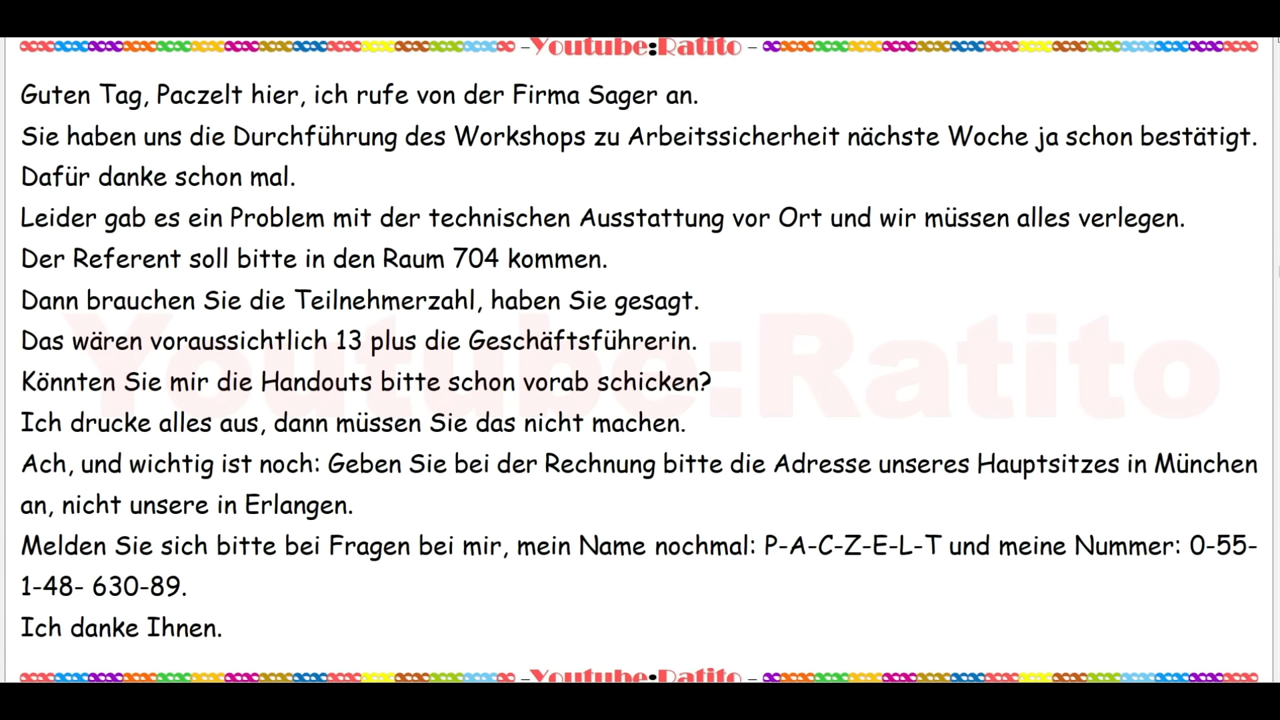 -Youtube:Ratito -
Guten Tag, Paczelt hier, ich rufe von der Firma Sager an.
Sie haben uns die Durchführung des Workshops zu Arbeitssicherheit nächste Woche ja schon bestätigt.
Dafür danke schon mal.
Leider gab es ein Problem mit der technischen Ausstattung vor Ort und wir müssen alles verlegen.
Der Referent soll bitte in den Raum 704 kommen.
Dann brauchen Sie die Teilnehmerzahl, haben Sie gesagt.
Das wären voraussichtlich 13 plus die Geschäftsführerin.
Youtube:Ratito
Könnten Sie mir die Handouts bitte schon vorab schicken?
Ich drucke alles aus, dann müssen Sie das nicht machen.
Ach, und wichtig ist noch: Geben Sie bei der Rechnung bitte die Adresse unseres Hauptsitzes in München
an, nicht unsere in Erlangen.
Melden Sie sich bitte bei Fragen bei mir, mein Name nochmal: P-A-C-Z-E-L-T und meine Nummer: 0-55-
1-48- 630-89.
Ich danke Ihnen.
-Youtube:Ratito -